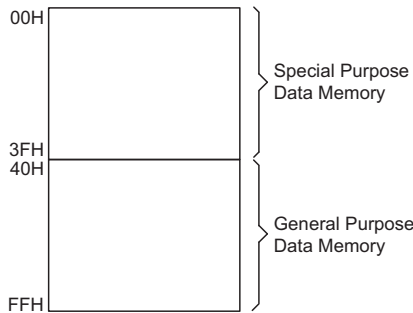 00H
Special Purpose
Data Memory
3FH
40H
General Purpose
Data Memory
FFH